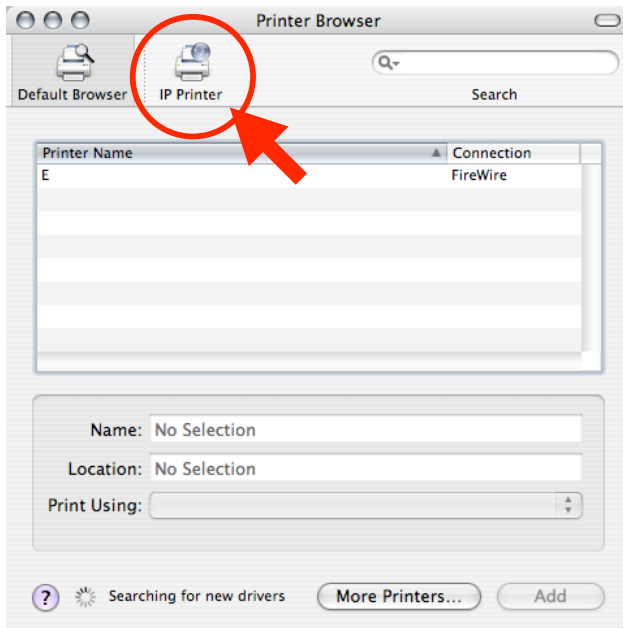 Printer Browser
Default Browser IP Printer Search
Printer Name Connection
E FireWire
Name: No Selection
Location: No Selection
Print Using:
? Searching for new drivers More Printers... Add